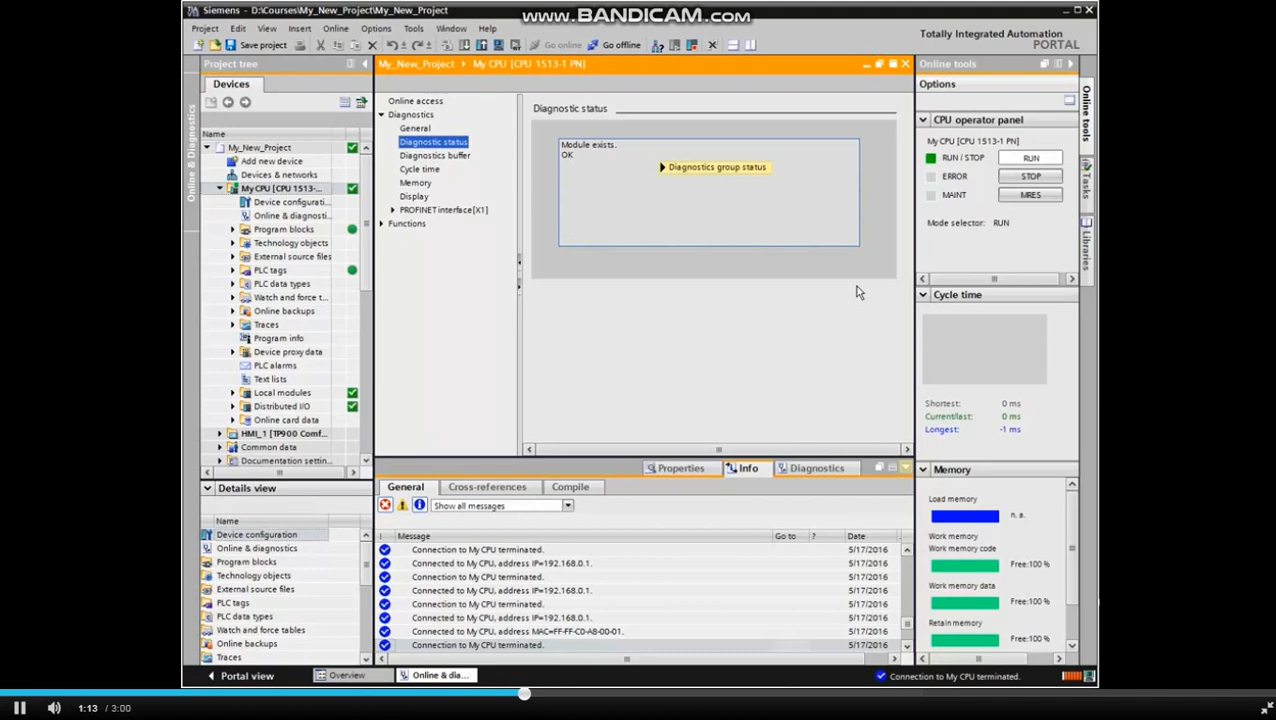 Siemens - D:\Courses\My_New_Project\My_New_Project
www.BANDICAM.com
Project Edit View Insert Online Options Tools Window Help
Totally Integrated Automation
PORTAL
Save project
Go online
Go offline
Project tree
My_New_Project
My CPU [CPU 1513-1 PN]
Online tools
Devices
Options
Online & Diagnostics
Name
My_New_Project
Add new device
Devices & networks
My CPU [CPU 1513-...
Device configurati...
Online & diagnosti...
Program blocks
Technology objects
External source files
PLC tags
PLC data types
Watch and force t...
Online backups
Traces
Program info
Device proxy data
PLC alarms
Text lists
Local modules
Distributed I/O
Online card data
HMI_1 [TP900 Comf...
Common data
Documentation settin...
Details view
Name
Device configuration
Online & diagnostics
Program blocks
Technology objects
External source files
PLC tags
PLC data types
Watch and force tables
Online backups
Traces
Online access
Diagnostics
General
Diagnostic status
Diagnostics buffer
Cycle time
Memory
Display
PROFINET interface [X1]
Functions
Diagnostic status
Module exists.
OK
Diagnostics group status
Properties
Info
Diagnostics
General
Cross-references
Compile
Show all messages
! Message Go to ? Date
Connection to My CPU terminated. 5/17/2016
Connected to My CPU, address IP=192.168.0.1. 5/17/2016
Connection to My CPU terminated. 5/17/2016
Connected to My CPU, address IP=192.168.0.1. 5/17/2016
Connection to My CPU terminated. 5/17/2016
Connected to My CPU, address IP=192.168.0.1. 5/17/2016
Connected to My CPU, address MAC=FF-FF-C0-A8-00-01. 5/17/2016
Connection to My CPU terminated. 5/17/2016
CPU operator panel
My CPU [CPU 1513-1 PN]
RUN / STOP RUN
ERROR STOP
MAINT MRES
Mode selector: RUN
Cycle time
Shortest: 0 ms
Current/last: 0 ms
Longest: -1 ms
Memory
Load memory
n. a.
Work memory
Work memory code
Free:100 %
Work memory data
Free:100 %
Retain memory
Free:100 %
Online tools
Tasks
Libraries
Portal view
Overview
Online & dia...
Connection to My CPU terminated.
1:13 / 3:00